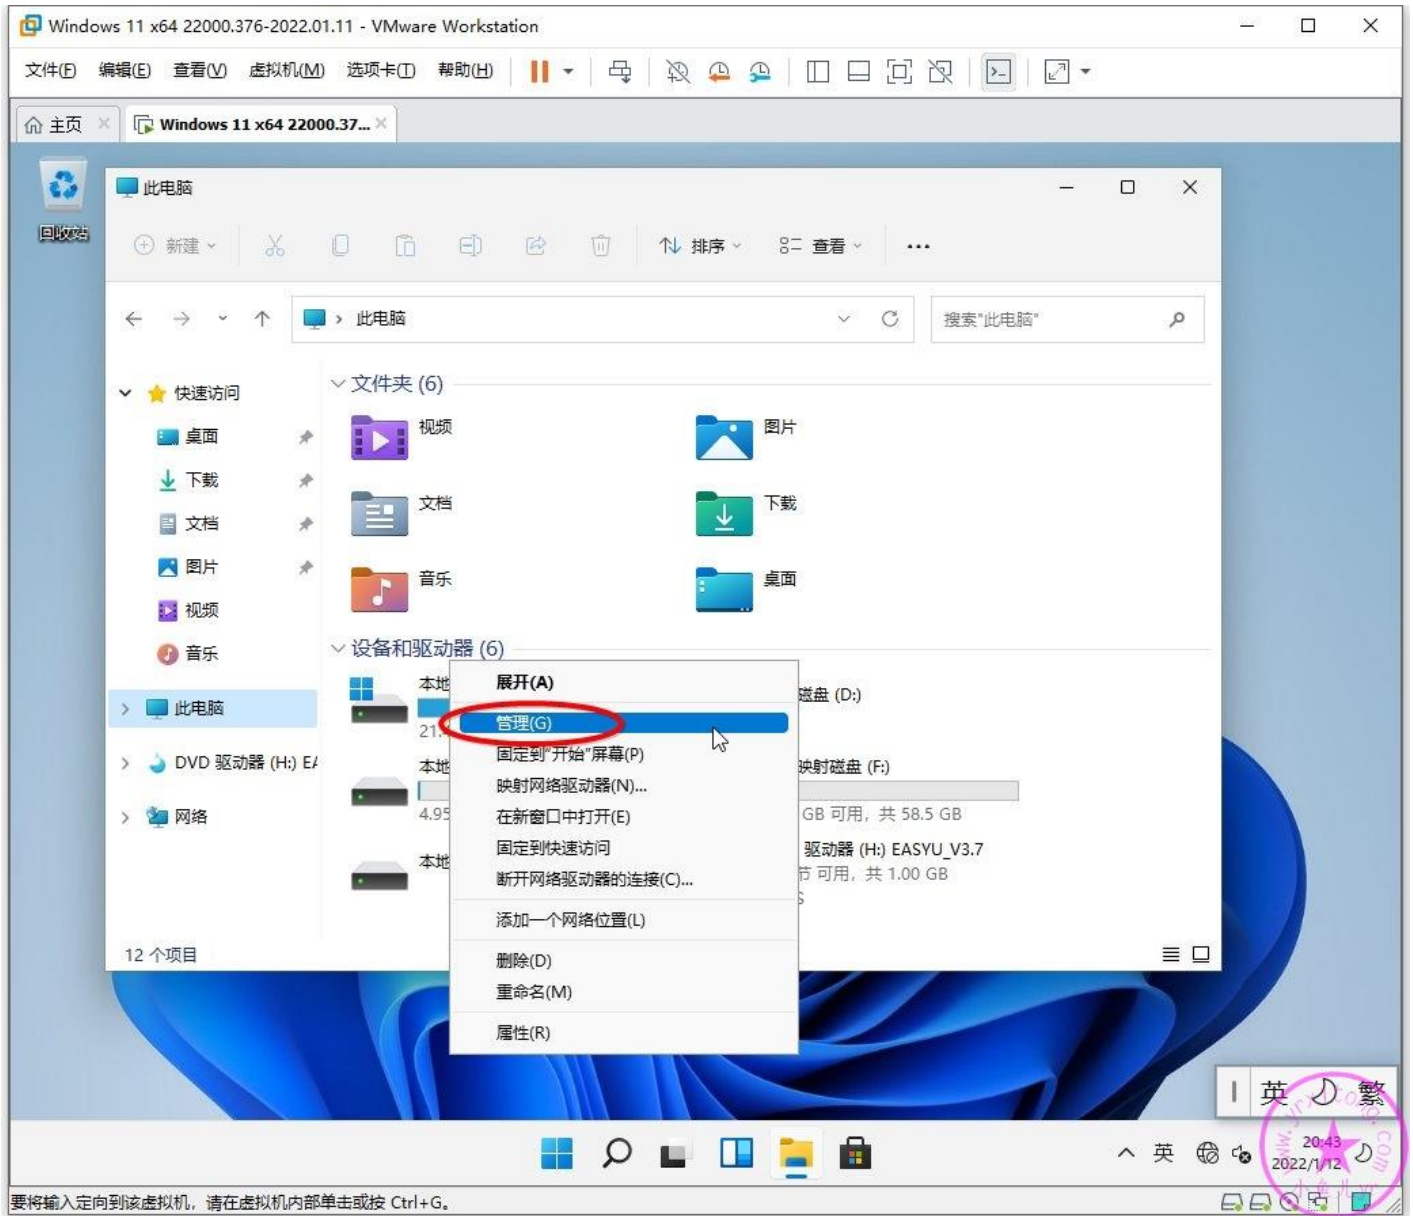 Windows 11 x64 22000.376-2022.01.11 - VMware Workstation
文件(F) 编辑(E) 查看(V) 虚拟机(M) 选项卡(T) 帮助(H)
主页
Windows 11 x64 22000.37...
回收站
此电脑
新建
排序
查看
此电脑
搜索"此电脑"
快速访问
桌面
下载
文档
图片
视频
音乐
此电脑
DVD 驱动器 (H:) EA
网络
文件夹 (6)
视频
图片
文档
下载
音乐
桌面
设备和驱动器 (6)
本地
21.
磁盘 (D:)
本地
4.95
映射磁盘 (F:)
GB 可用，共 58.5 GB
本地
驱动器 (H:) EASYU_V3.7
节 可用，共 1.00 GB
展开(A)
管理(G)
固定到"开始"屏幕(P)
映射网络驱动器(N)...
在新窗口中打开(E)
固定到快速访问
断开网络驱动器的连接(C)...
添加一个网络位置(L)
删除(D)
重命名(M)
属性(R)
12 个项目
英 繁
英
20:43
2022/1/12
要将输入定向到该虚拟机，请在虚拟机内部单击或按 Ctrl+G。